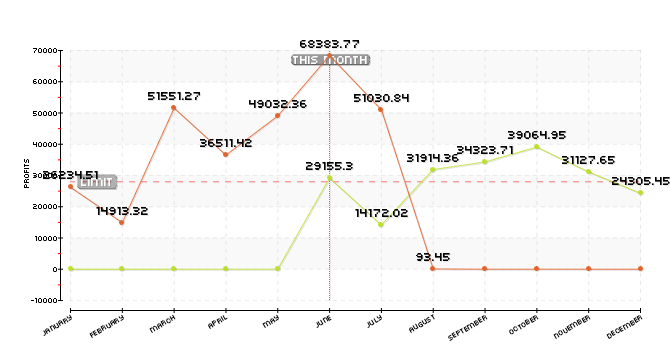 68383.77
70000
THIS MONTH
60000
51551.27
51030.84
49032.36
50000
39064.95
36511.42
40000
34323.71
31914.36
31127.65
29155.3
30000
26234.51
LIMIT
24305.45
PROFITS
20000
14913.32
14172.02
10000
93.45
0
-10000
JANUARY
FEBRUARY
MARCH
APRIL
MAY
JUNE
JULY
AUGUST
SEPTEMBER
OCTOBER
NOVEMBER
DECEMBER